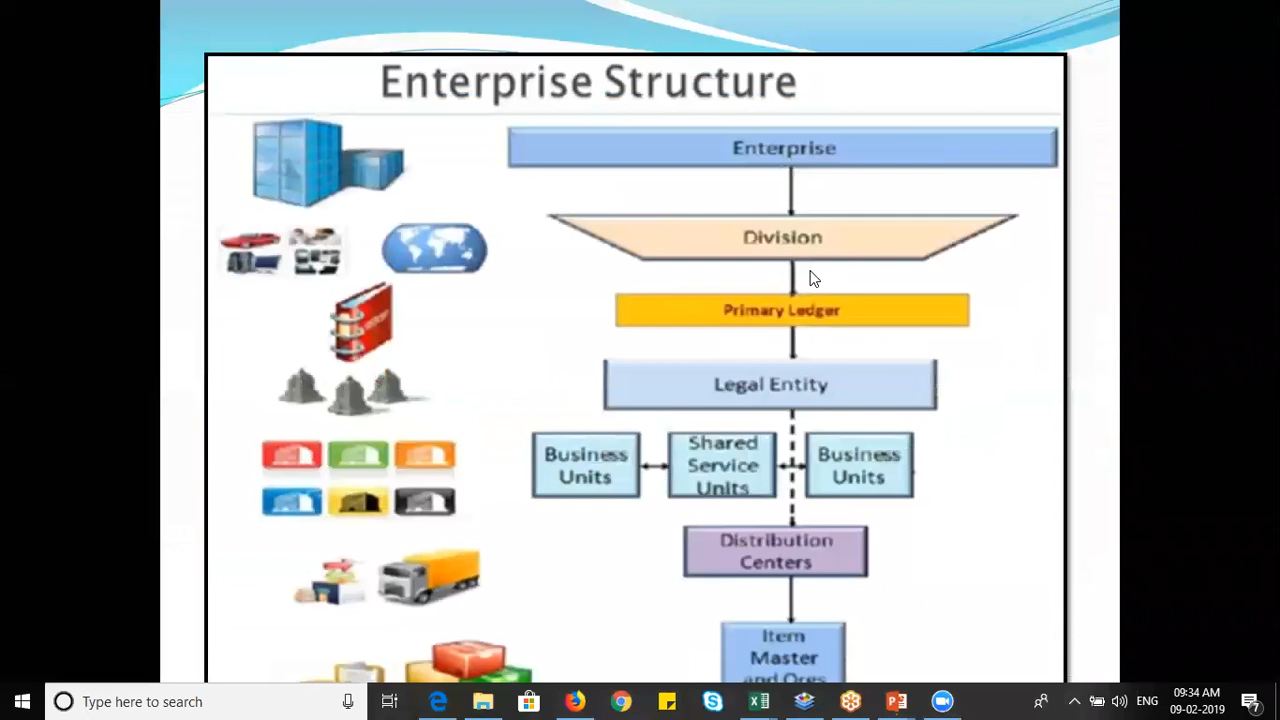 Enterprise Structure
Enterprise
Division
Primary Ledger
Legal Entity
Business
Units
Shared
Service
Units
Business
Units
Distribution
Centers
Item
Master
and Orgs
Type here to search
ENG
09:34 AM
09-02-2019
7